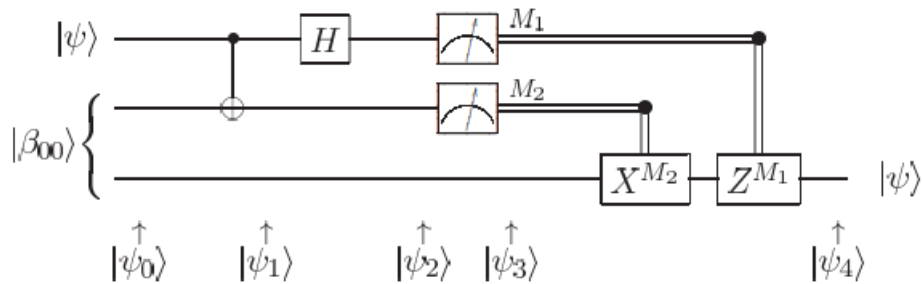 |ψ⟩ H M₁
M₂
|β₀₀⟩
X^{M₂} Z^{M₁} |ψ⟩
↑ ↑ ↑ ↑ ↑
|ψ₀⟩ |ψ₁⟩ |ψ₂⟩ |ψ₃⟩ |ψ₄⟩